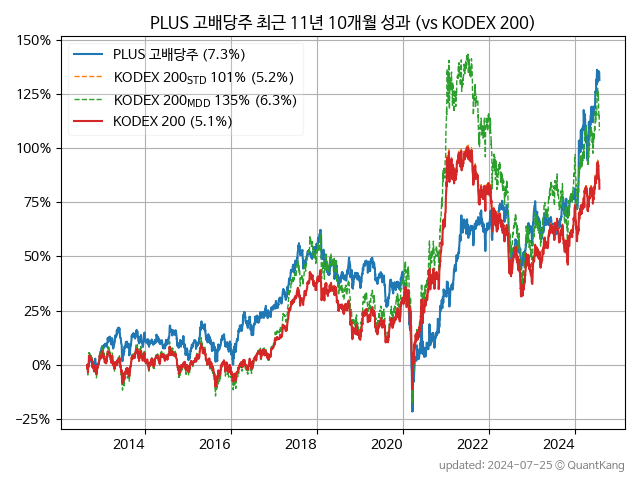 PLUS 고배당주 최근 11년 10개월 성과 (vs KODEX 200)
150%
125%
100%
75%
50%
25%
0%
−25%
PLUS 고배당주 (7.3%)
KODEX 200STD 101% (5.2%)
KODEX 200MDD 135% (6.3%)
KODEX 200 (5.1%)
2014 2016 2018 2020 2022 2024
updated: 2024-07-25 © QuantKang